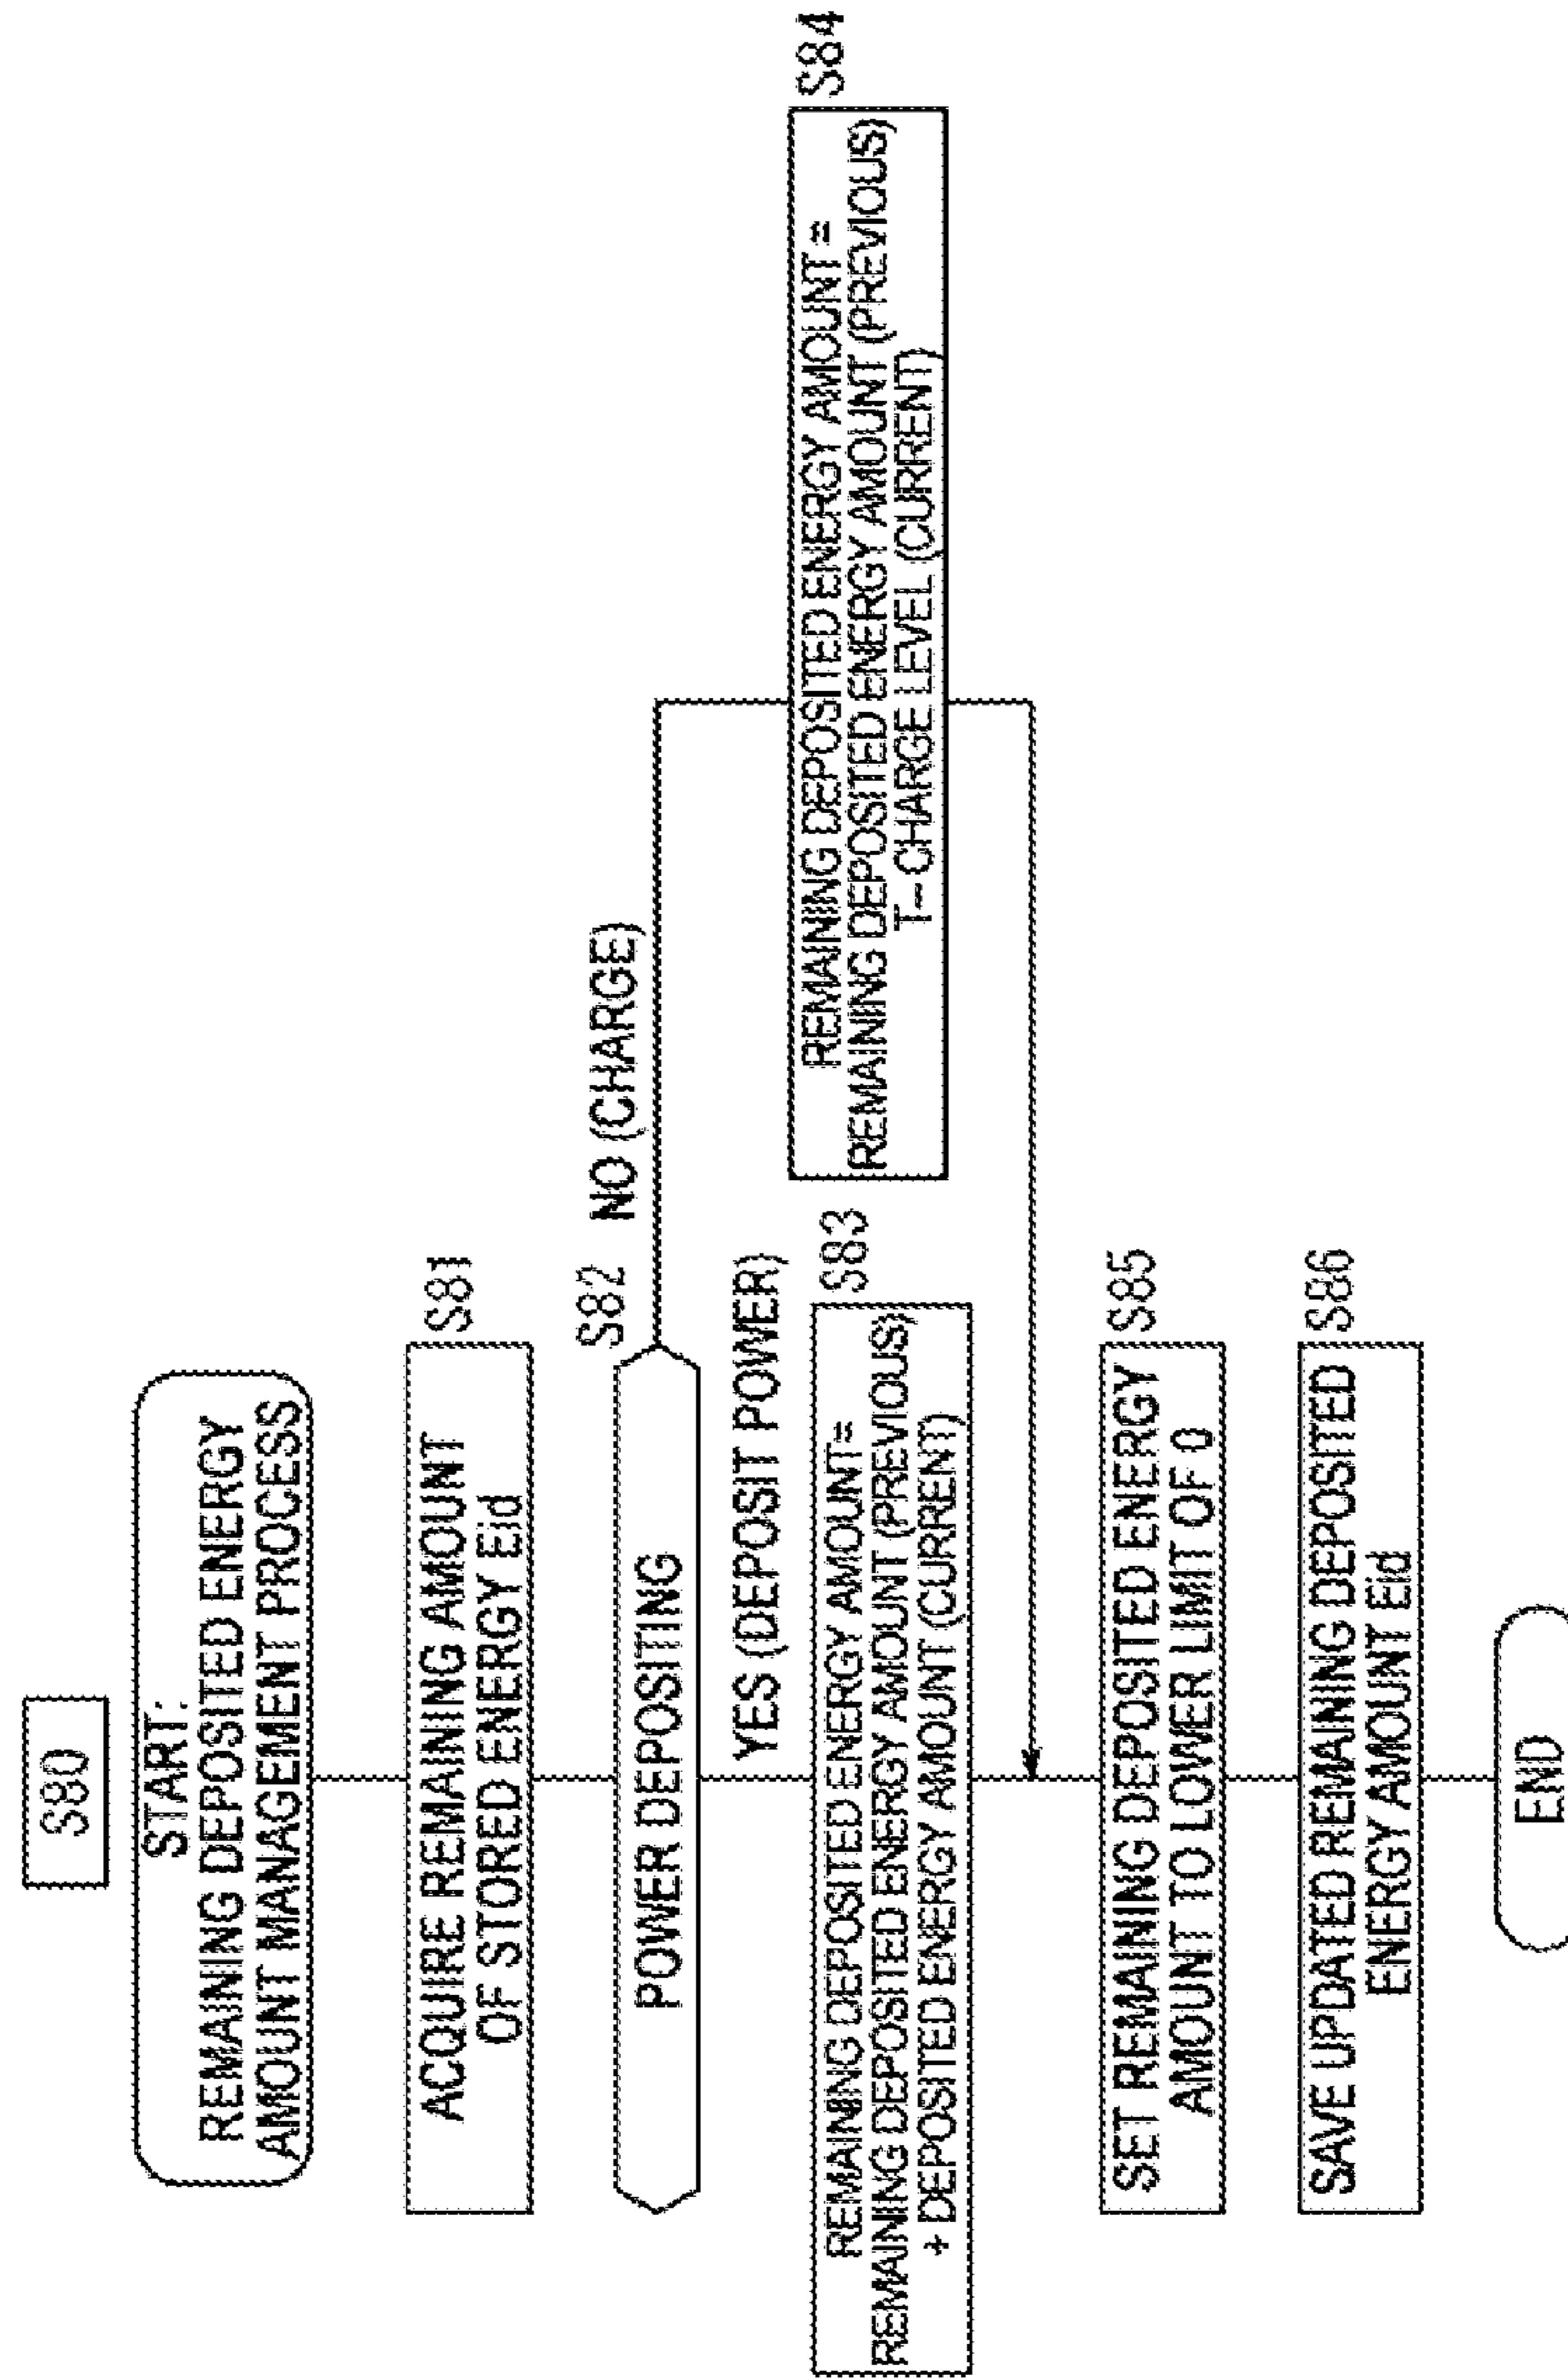 S80
START:
REMAINING DEPOSITED ENERGY
AMOUNT MANAGEMENT PROCESS
ACQUIRE REMAINING AMOUNT
OF STORED ENERGY Eid
S81
POWER DEPOSITING
S82
NO (CHARGE)
YES (DEPOSIT POWER)
REMAINING DEPOSITED ENERGY AMOUNT=
REMAINING DEPOSITED ENERGY AMOUNT (PREVIOUS)
+ DEPOSITED ENERGY AMOUNT (CURRENT)
S83
REMAINING DEPOSITED ENERGY AMOUNT =
REMAINING DEPOSITED ENERGY AMOUNT (PREVIOUS)
T-CHARGE LEVEL (CURRENT)
S84
SET REMAINING DEPOSITED ENERGY
AMOUNT TO LOWER LIMIT OF 0
S85
SAVE UPDATED REMAINING DEPOSITED
ENERGY AMOUNT Eid
S86
END